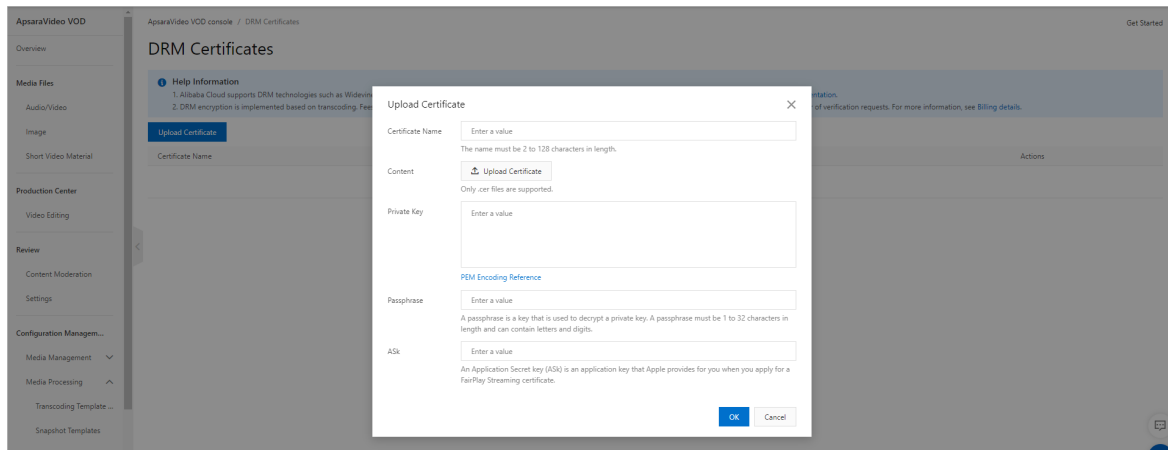 ApsaraVideo VOD
ApsaraVideo VOD console / DRM Certificates
Get Started
Overview
DRM Certificates
Media Files
Audio/Video
Image
Short Video Material
Production Center
Video Editing
Review
Content Moderation
Settings
Configuration Managem...
Media Management
Media Processing
Transcoding Template ...
Snapshot Templates
Help Information
1. Alibaba Cloud supports DRM technologies such as Widevin
ntation.
2. DRM encryption is implemented based on transcoding. Fee
of verification requests. For more information, see Billing details.
Upload Certificate
Certificate Name
Actions
Upload Certificate
Certificate Name
Enter a value
The name must be 2 to 128 characters in length.
Content
Upload Certificate
Only .cer files are supported.
Private Key
Enter a value
PEM Encoding Reference
Passphrase
Enter a value
A passphrase is a key that is used to decrypt a private key. A passphrase must be 1 to 32 characters in
length and can contain letters and digits.
ASk
Enter a value
An Application Secret key (ASk) is an application key that Apple provides for you when you apply for a
FairPlay Streaming certificate.
OK
Cancel